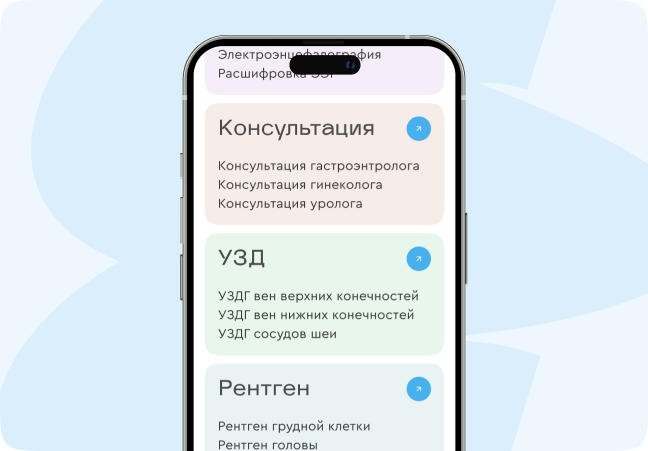 Электроэнцефалография
Расшифровка ЭЭГ
Консультация
Консультация гастроэнтролога
Консультация гинеколога
Консультация уролога
УЗД
УЗДГ вен верхних конечностей
УЗДГ вен нижних конечностей
УЗДГ сосудов шеи
Рентген
Рентген грудной клетки
Рентген головы